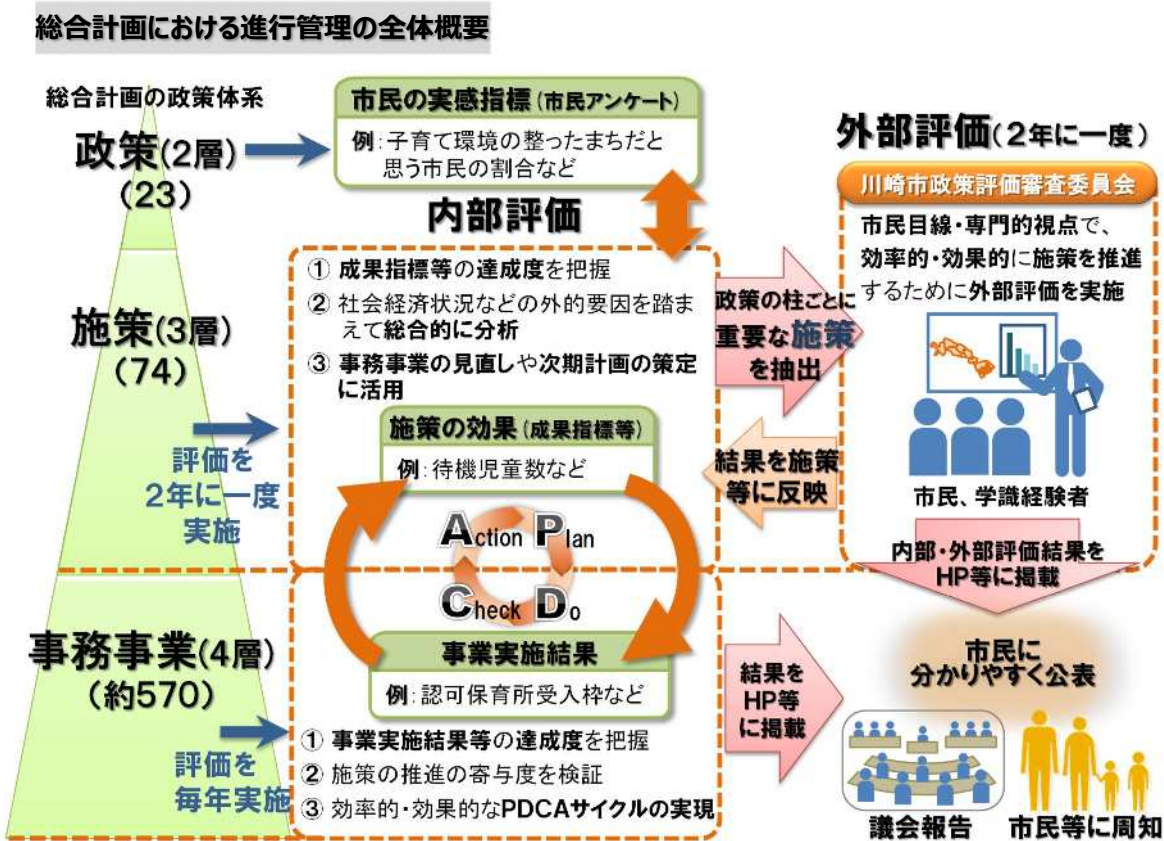 総合計画における進行管理の全体概要
総合計画の政策体系
政策(2層)
(23)
施策(3層)
(74)
評価を
2年に一度
実施
事務事業(4層)
(約570)
評価を
毎年実施
市民の実感指標(市民アンケート)
例:子育て環境の整ったまちだと
思う市民の割合など
内部評価
① 成果指標等の達成度を把握
② 社会経済状況などの外的要因を踏ま
えて総合的に分析
③ 事務事業の見直しや次期計画の策定
に活用
施策の効果(成果指標等)
例:待機児童数など
Action Plan
Check Do
事業実施結果
例:認可保育所受入枠など
① 事業実施結果等の達成度を把握
② 施策の推進の寄与度を検証
③ 効率的・効果的なPDCAサイクルの実現
政策の柱ごとに
重要な施策
を抽出
結果を施策
等に反映
結果を
HP等
に掲載
外部評価(2年に一度)
川崎市政策評価審査委員会
市民目線・専門的視点で、
効率的・効果的に施策を推進
するために外部評価を実施
市民、学識経験者
内部・外部評価結果を
HP等に掲載
市民に
分かりやすく公表
議会報告
市民等に周知